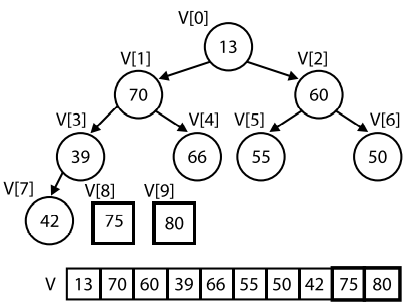 V[0]
13
V[1] V[2]
70 60
V[3] V[4] V[5] V[6]
39 66 55 50
V[7] V[8] V[9]
42 75 80
V 13 70 60 39 66 55 50 42 75 80